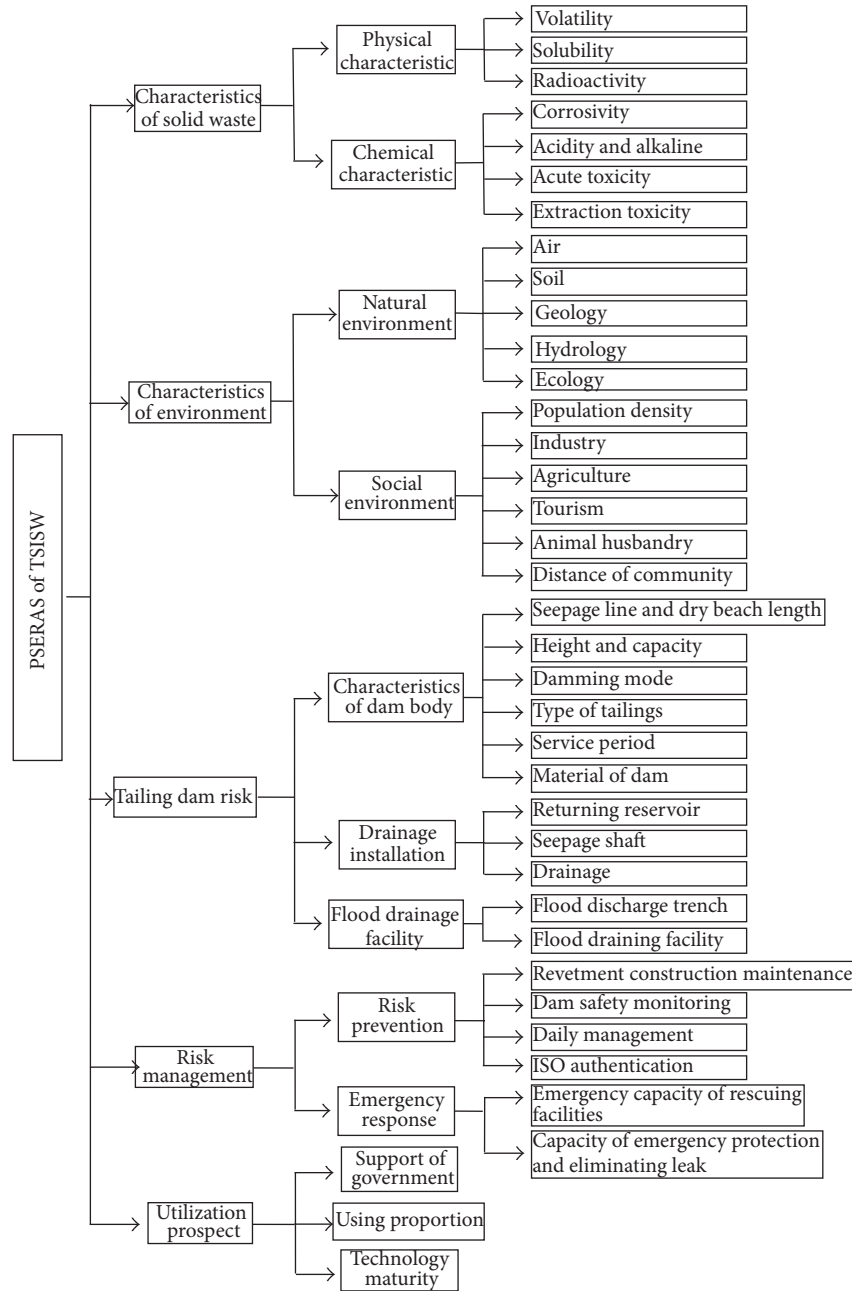 PSERAS of TSISW
Characteristics
of solid waste
Physical
characteristic
Volatility
Solubility
Radioactivity
Chemical
characteristic
Corrosivity
Acidity and alkaline
Acute toxicity
Extraction toxicity
Characteristics
of environment
Natural
environment
Air
Soil
Geology
Hydrology
Ecology
Social
environment
Population density
Industry
Agriculture
Tourism
Animal husbandry
Distance of community
Tailing dam risk
Characteristics
of dam body
Seepage line and dry beach length
Height and capacity
Damming mode
Type of tailings
Service period
Material of dam
Drainage
installation
Returning reservoir
Seepage shaft
Drainage
Flood drainage
facility
Flood discharge trench
Flood draining facility
Risk
management
Risk
prevention
Revetment construction maintenance
Dam safety monitoring
Daily management
ISO authentication
Emergency
response
Emergency capacity of rescuing
facilities
Capacity of emergency protection
and eliminating leak
Utilization
prospect
Support of
government
Using proportion
Technology
maturity